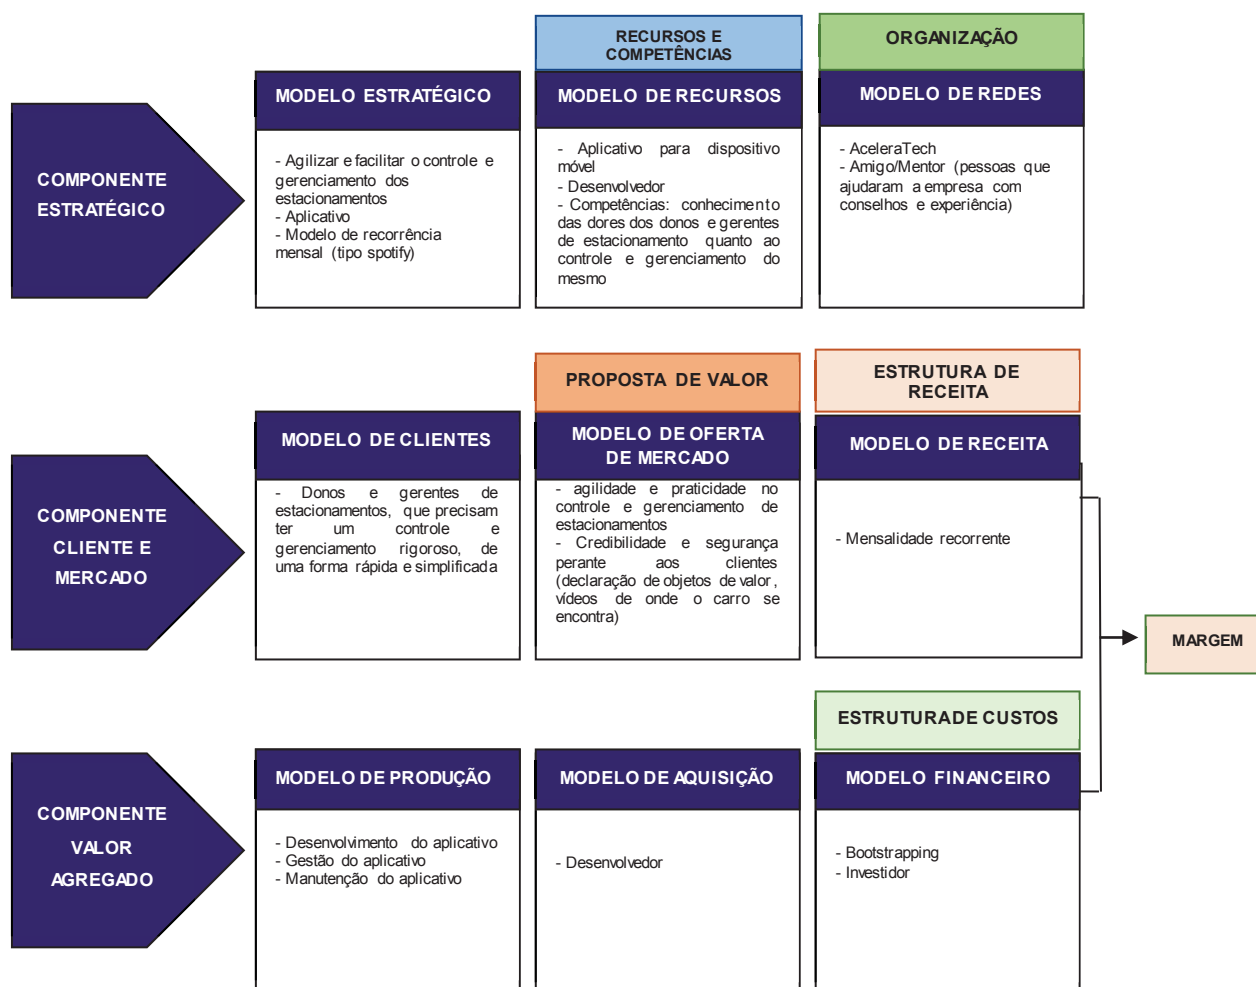 RECURSOS E
COMPETÊNCIAS
ORGANIZAÇÃO
COMPONENTE
ESTRATÉGICO
MODELO ESTRATÉGICO
- Agilizar e facilitar o controle e
gerenciamento dos
estacionamentos
- Aplicativo
- Modelo de recorrência
mensal (tipo spotify)
MODELO DE RECURSOS
- Aplicativo para dispositivo
móvel
- Desenvolvedor
- Competências: conhecimento
das dores dos donos e gerentes
de estacionamento quanto ao
controle e gerenciamento do
mesmo
MODELO DE REDES
- AceleraTech
- Amigo/Mentor (pessoas que
ajudaram a empresa com
conselhos e experiência)
PROPOSTA DE VALOR
ESTRUTURA DE
RECEITA
COMPONENTE
CLIENTE E
MERCADO
MODELO DE CLIENTES
- Donos e gerentes de
estacionamentos, que precisam
ter um controle e
gerenciamento rigoroso, de
uma forma rápida e simplificada
MODELO DE OFERTA
DE MERCADO
- agilidade e praticidade no
controle e gerenciamento de
estacionamentos
- Credibilidade e segurança
perante aos clientes
(declaração de objetos de valor,
vídeos de onde o carro se
encontra)
MODELO DE RECEITA
- Mensalidade recorrente
MARGEM
ESTRUTURA DE CUSTOS
COMPONENTE
VALOR
AGREGADO
MODELO DE PRODUÇÃO
- Desenvolvimento do aplicativo
- Gestão do aplicativo
- Manutenção do aplicativo
MODELO DE AQUISIÇÃO
- Desenvolvedor
MODELO FINANCEIRO
- Bootstrapping
- Investidor